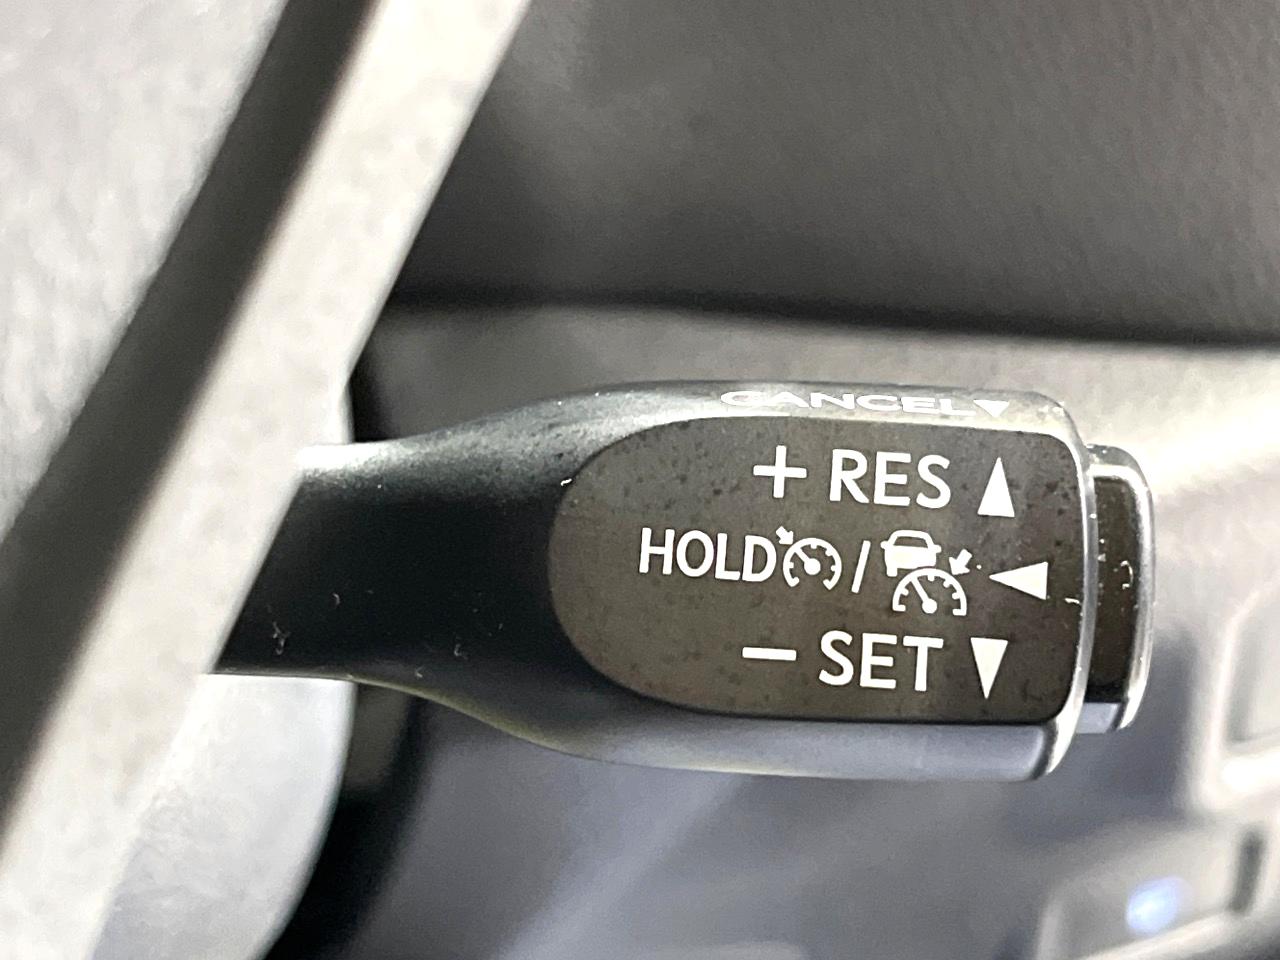 CANCEL▼
+ RES ▲
HOLD / ◀
− SET ▼